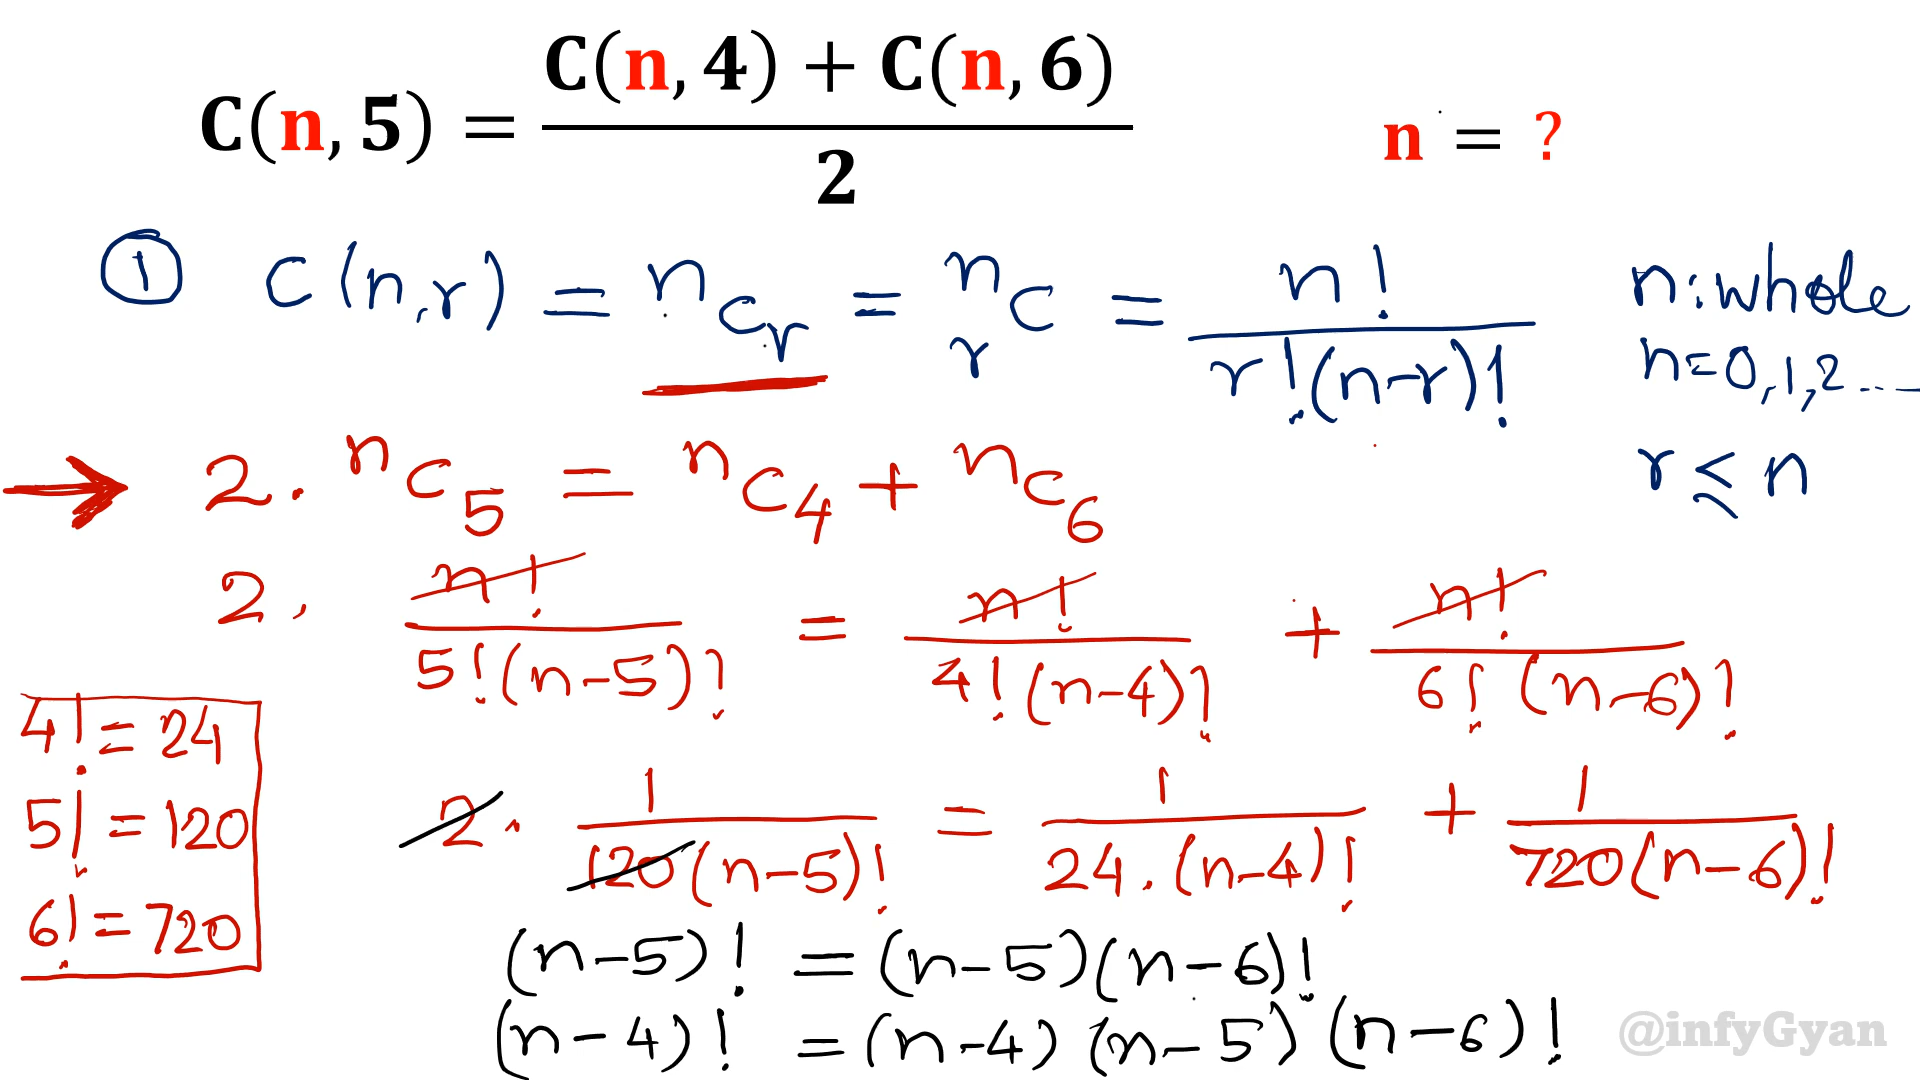 C(n,5) = (C(n,4) + C(n,6))/2 n = ?
① C(n,r) = ⁿCᵣ = ⁿᵣC = n!/(r!(n-r)!) n: whole
n=0,1,2....
→ 2. ⁿC₅ = ⁿC₄ + ⁿC₆ r ≤ n
2. n!/(5!(n-5)!) = n!/(4!(n-4)!) + n!/(6!(n-6)!)
4! = 24
5! = 120
6! = 720
2. 1/(120(n-5)!) = 1/(24.(n-4)!) + 1/(720(n-6)!)
(n-5)! = (n-5)(n-6)!
(n-4)! = (n-4)(n-5)(n-6)!
@infyGyan